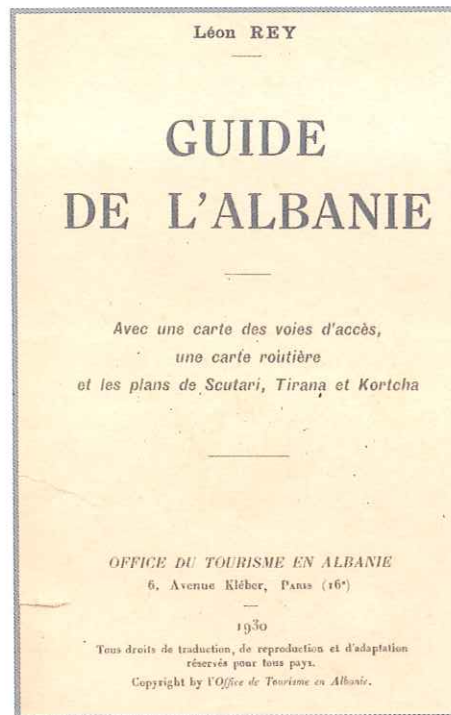 Léon REY
GUIDE
DE L'ALBANIE
Avec une carte des voies d'accès,
une carte routière
et les plans de Scutari, Tirana et Kortcha
OFFICE DU TOURISME EN ALBANIE
6, Avenue Kléber, PARIS (16e)
1930
Tous droits de traduction, de reproduction et d'adaptation
réservés pour tous pays.
Copyright by l'Office de Tourisme en Albanie.